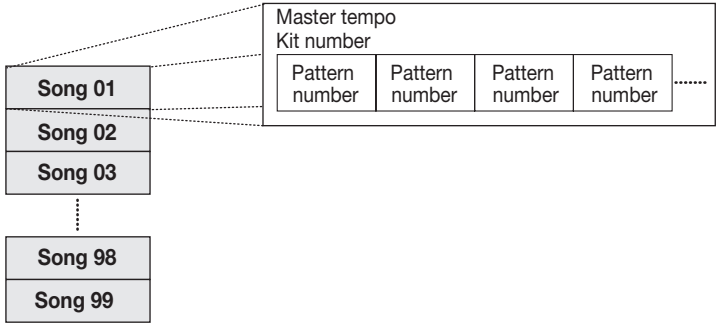 Master tempo
Kit number
Pattern number Pattern number Pattern number Pattern number
Song 01
Song 02
Song 03
Song 98
Song 99